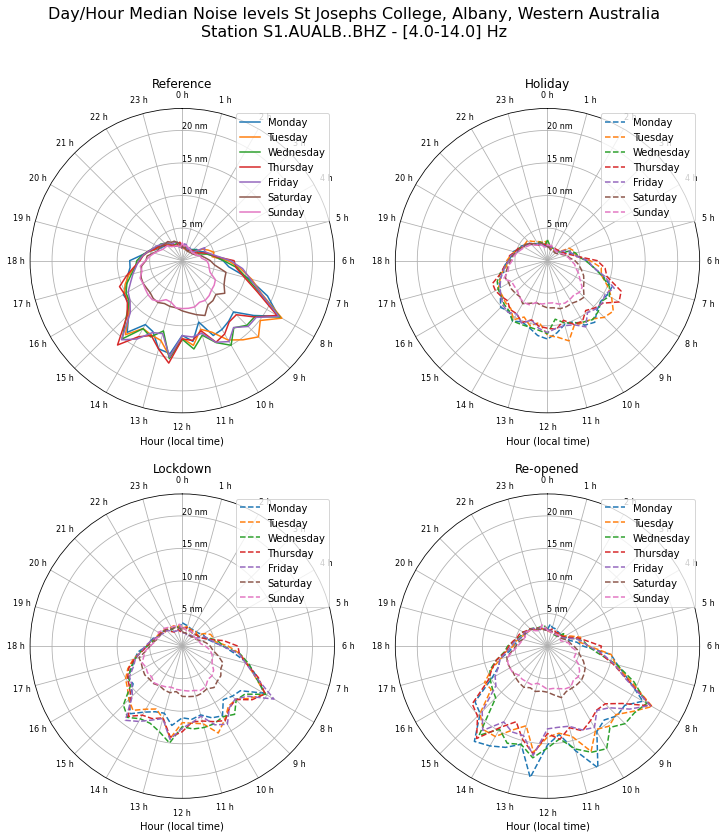 Day/Hour Median Noise levels St Josephs College, Albany, Western Australia
Station S1.AUALB..BHZ - [4.0-14.0] Hz
Reference
0 h
23 h
1 h
22 h
21 h
20 h
19 h
18 h
17 h
16 h
15 h
14 h
13 h
12 h
11 h
10 h
9 h
8 h
7 h
6 h
5 h
20 nm
15 nm
10 nm
5 nm
Monday
Tuesday
Wednesday
Thursday
Friday
Saturday
Sunday
Hour (local time)
Holiday
0 h
23 h
1 h
22 h
21 h
20 h
19 h
18 h
17 h
16 h
15 h
14 h
13 h
12 h
11 h
10 h
9 h
8 h
7 h
6 h
5 h
20 nm
15 nm
10 nm
5 nm
Monday
Tuesday
Wednesday
Thursday
Friday
Saturday
Sunday
Hour (local time)
Lockdown
0 h
23 h
1 h
22 h
21 h
20 h
19 h
18 h
17 h
16 h
15 h
14 h
13 h
12 h
11 h
10 h
9 h
8 h
7 h
6 h
5 h
20 nm
15 nm
10 nm
5 nm
Monday
Tuesday
Wednesday
Thursday
Friday
Saturday
Sunday
Hour (local time)
Re-opened
0 h
23 h
1 h
22 h
21 h
20 h
19 h
18 h
17 h
16 h
15 h
14 h
13 h
12 h
11 h
10 h
9 h
8 h
7 h
6 h
5 h
20 nm
15 nm
10 nm
5 nm
Monday
Tuesday
Wednesday
Thursday
Friday
Saturday
Sunday
Hour (local time)